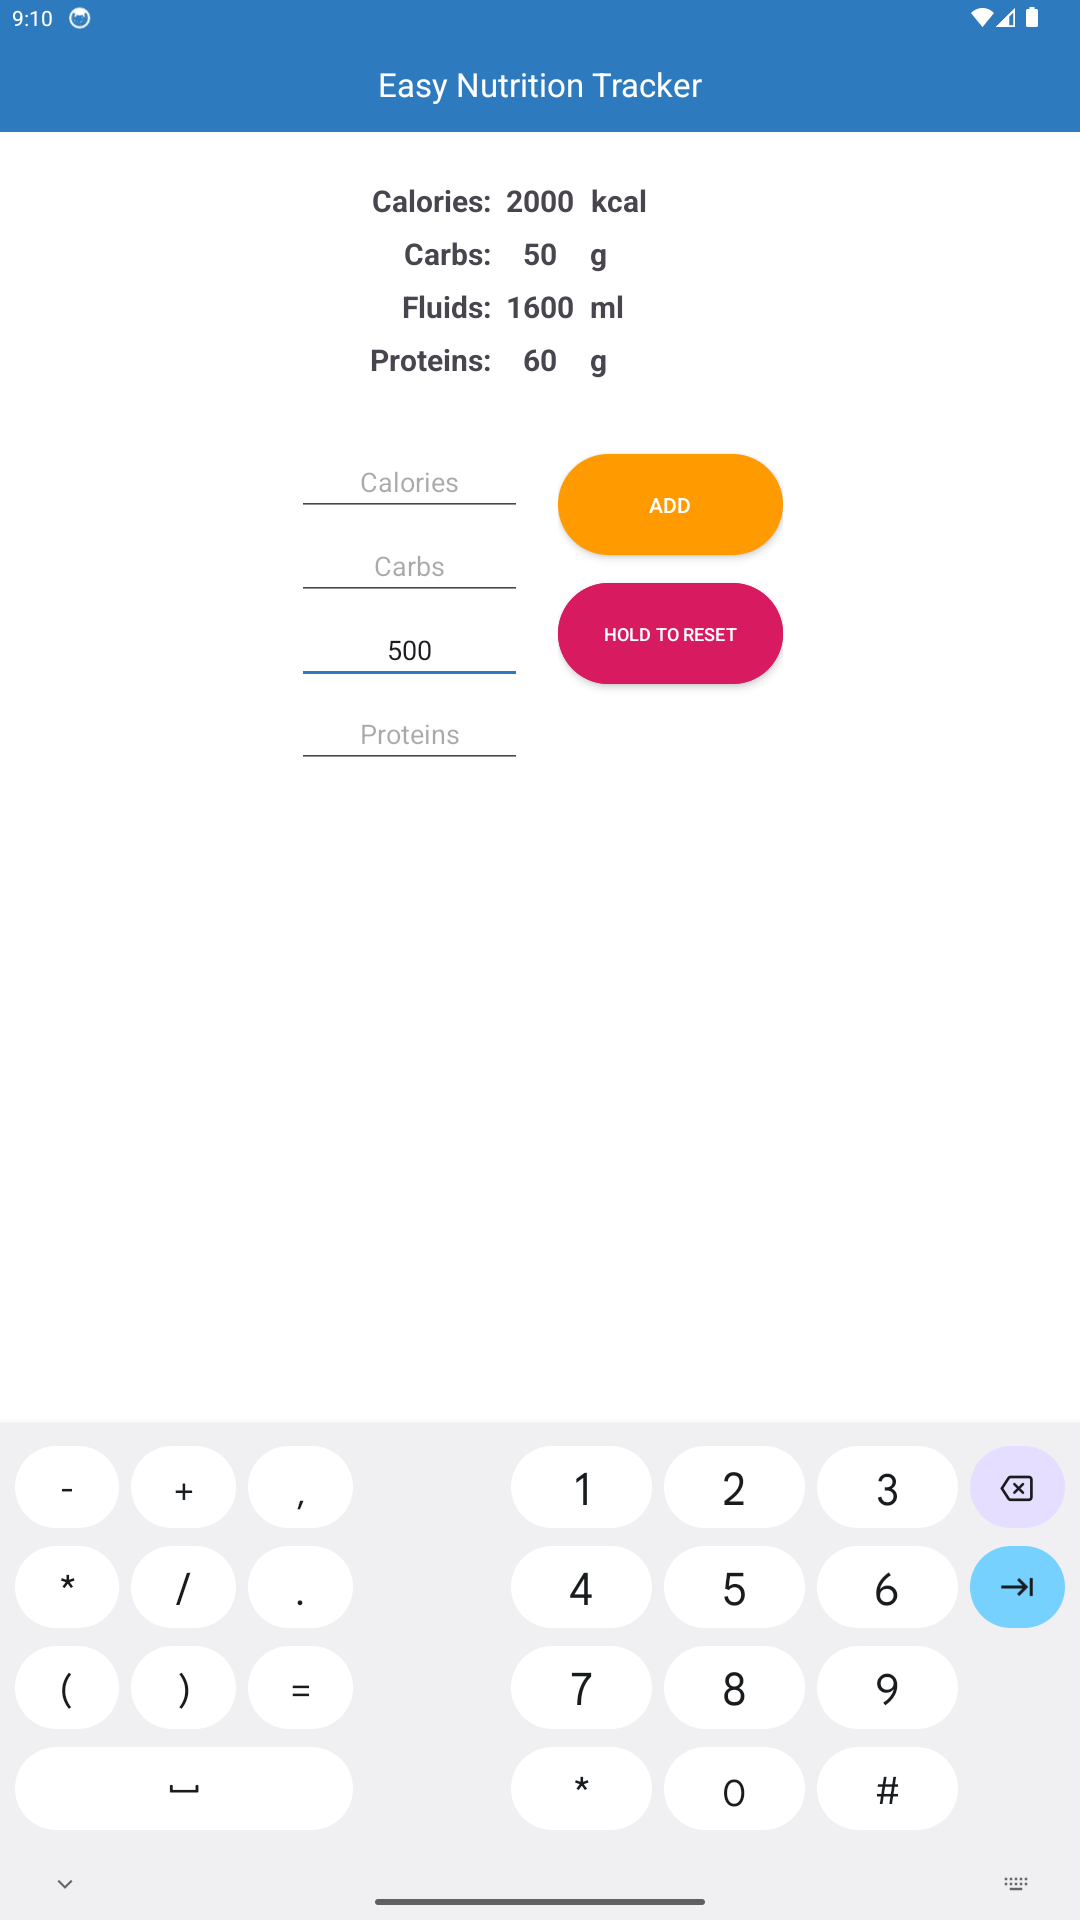 9:10
Easy Nutrition Tracker
Calories: 2000 kcal
Carbs: 50 g
Fluids: 1600 ml
Proteins: 60 g
Calories
ADD
Carbs
HOLD TO RESET
500
Proteins
- + , 1 2 3
* / . 4 5 6
( ) = 7 8 9
* 0 #